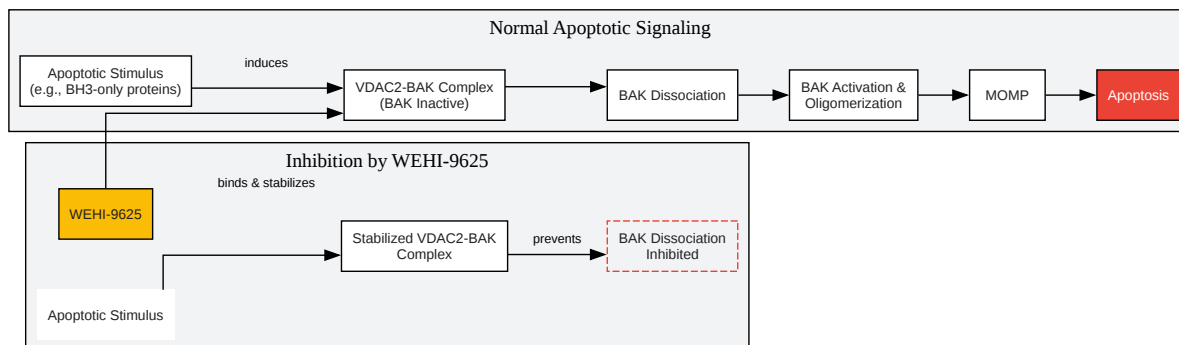 Normal Apoptotic Signaling
Apoptotic Stimulus
(e.g., BH3-only proteins)
induces
VDAC2-BAK Complex
(BAK Inactive)
BAK Dissociation
BAK Activation &
Oligomerization
MOMP
Apoptosis
Inhibition by WEHI-9625
binds & stabilizes
WEHI-9625
Stabilized VDAC2-BAK
Complex
prevents
BAK Dissociation
Inhibited
Apoptotic Stimulus